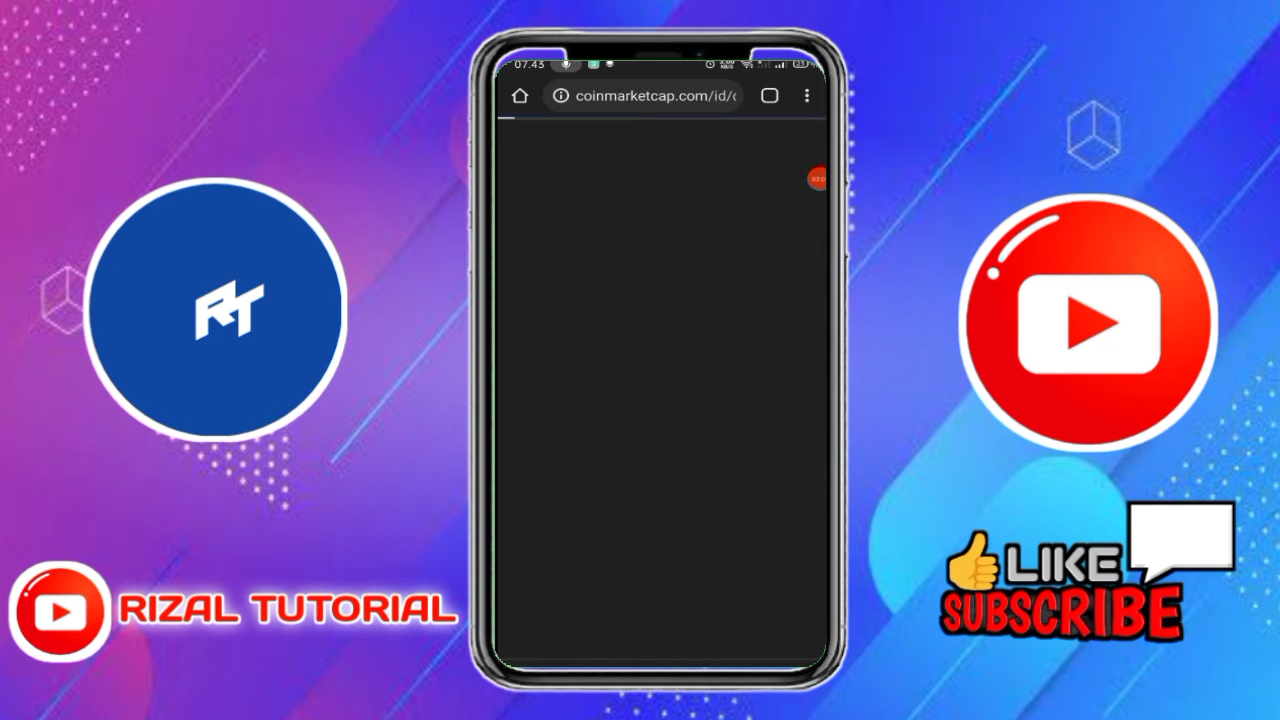 07.43
coinmarketcap.com/id/c
RT
RIZAL TUTORIAL
LIKE
SUBSCRIBE